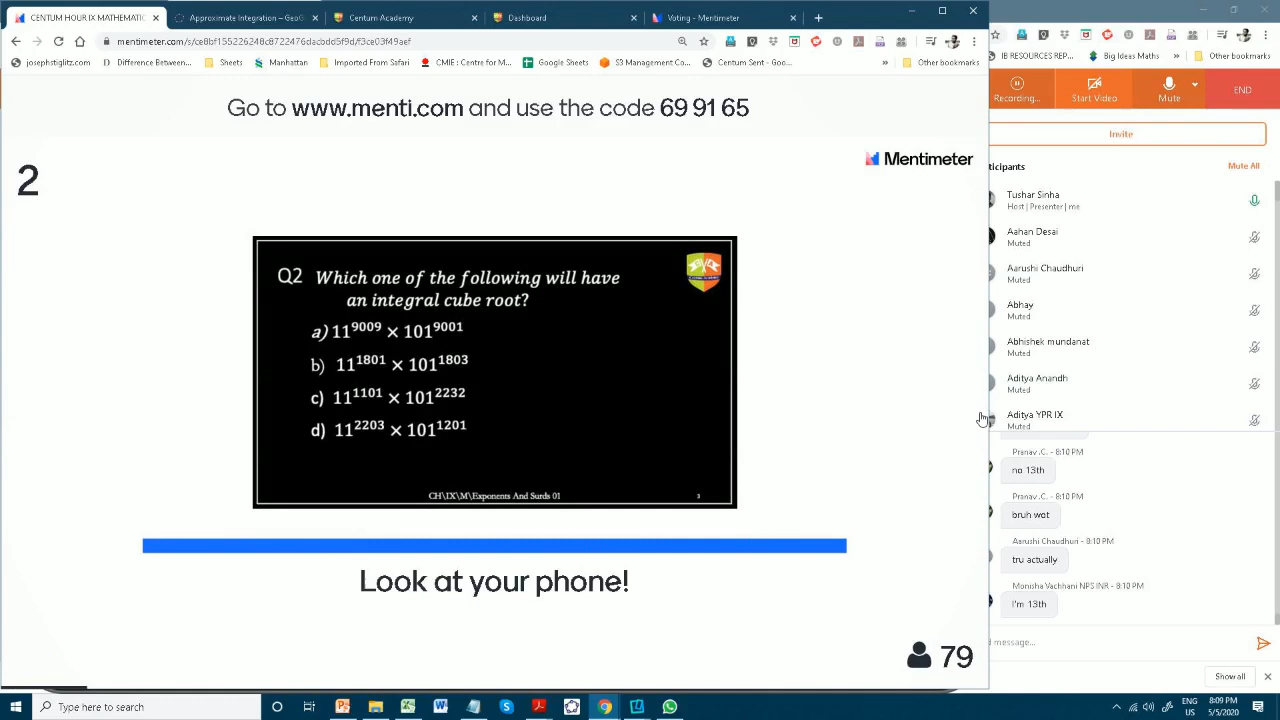 CENTUM HOUR IX MATHEMATIC
Approximate Integration – GeoG
Centum Academy
Dashboard
Voting - Mentimeter
mentimeter.com/s/ce8bf155226248c8722476dacbdd5f9d/f3ce0f349aef
josephstiglitz.com
Difference Between...
Sheets
Manhattan
Imported From Safari
CMIE : Centre for M...
Google Sheets
S3 Management Co...
Centum Sent - Goo...
»
Other bookmarks
IB RESOURCES REP...
Big Ideas Maths
»
Other bookmarks
Go to www.menti.com and use the code 69 91 65
Mentimeter
2
Q2 Which one of the following will have
an integral cube root?
a) 11^9009 × 101^9001
b) 11^1801 × 101^1803
c) 11^1101 × 101^2232
d) 11^2203 × 101^1201
CH\IX\M\Exponents And Surds 01
3
Look at your phone!
79
Recording...
Start Video
Mute
END
Invite
ticipants
Mute All
Tushar Sinha
Host | Presenter | me
Aahan Desai
Muted
Aarushi Chaudhuri
Muted
Abhay
Muted
Abhishek mundanat
Muted
Aditya Anandh
Muted
Aditya YPR IX
Muted
Pranav .C. - 8:10 PM
no 13th
Pranav .C. - 8:10 PM
bruh wot
Aarushi Chaudhuri - 8:10 PM
tru actually
Monisha Vachhani NPS INR - 8:10 PM
I'm 13th
d message...
Show all
Type here to search
ENG
US
8:09 PM
5/5/2020